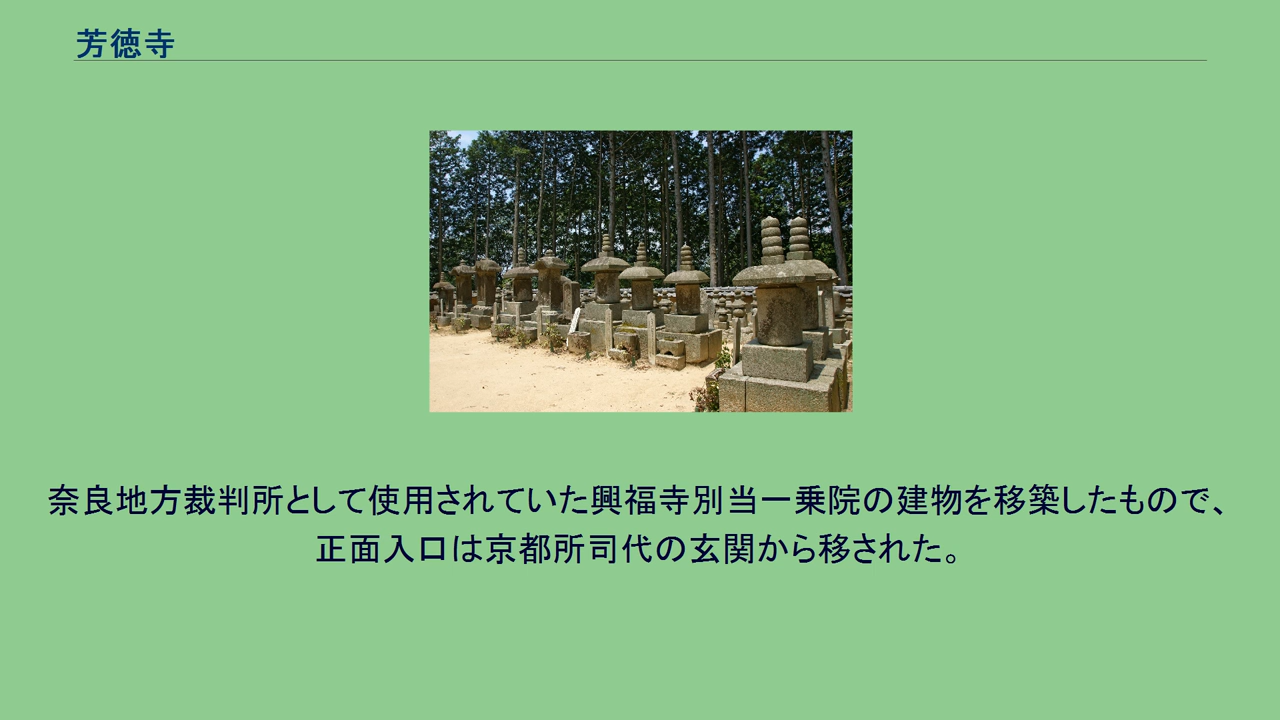 芳徳寺
奈良地方裁判所として使用されていた興福寺別当一乗院の建物を移築したもので、
正面入口は京都所司代の玄関から移された。